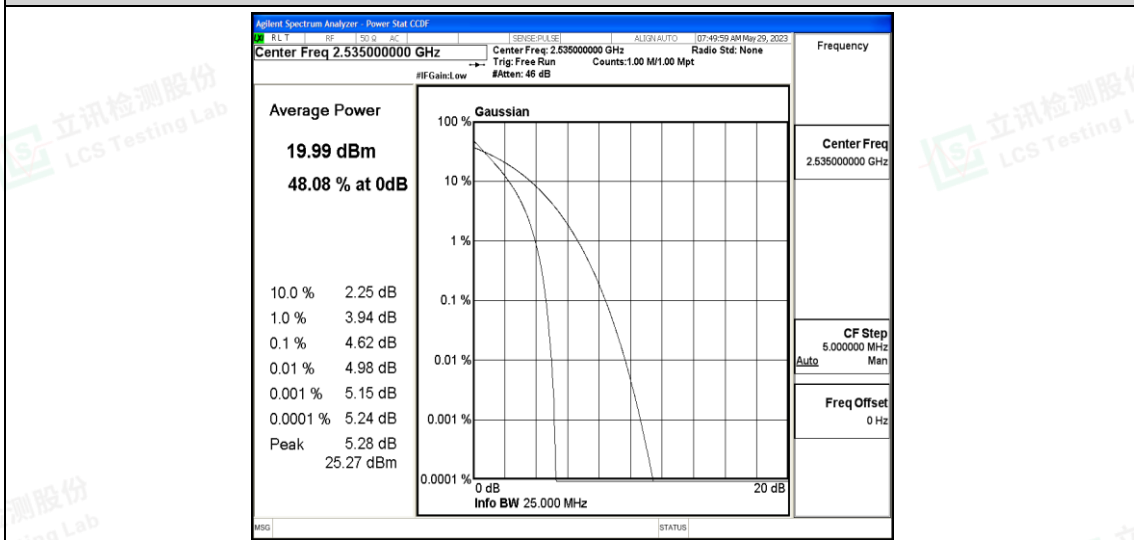 Agilent Spectrum Analyzer - Power Stat CCDF
RLT RF 50 Ω AC SENSE:PULSE ALIGN AUTO 07:49:59 AM May 29, 2023
Center Freq 2.535000000 GHz
Center Freq: 2.535000000 GHz Radio Std: None
Trig: Free Run Counts:1.00 M/1.00 Mpt
#IFGain:Low #Atten: 46 dB
Frequency
Average Power
19.99 dBm
48.08 % at 0dB
10.0 % 2.25 dB
1.0 % 3.94 dB
0.1 % 4.62 dB
0.01 % 4.98 dB
0.001 % 5.15 dB
0.0001 % 5.24 dB
Peak 5.28 dB
25.27 dBm
Gaussian
100 %
10 %
1 %
0.1 %
0.01 %
0.001 %
0.0001 %
0 dB 20 dB
Info BW 25.000 MHz
Center Freq
2.535000000 GHz
CF Step
5.000000 MHz
Auto Man
Freq Offset
0 Hz
MSG STATUS
立讯检测股份
LCS Testing Lab
立讯检测股份
LCS Testing L
测股份
ing Lab